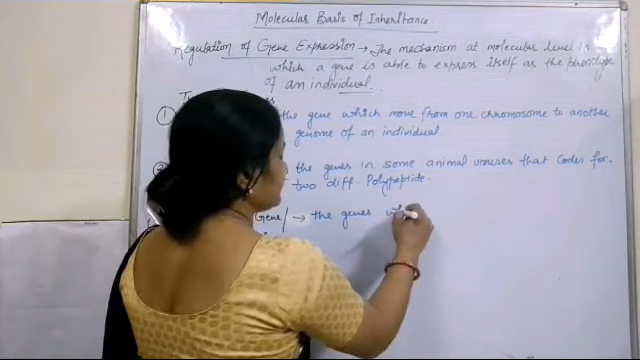 Molecular Basis of Inheritance
Regulation of Gene Expression → The mechanism at molecular level in
which a gene is able to express itself as the phenotype
of an individual.
Ty
① the gene which move from one chromosome to another
genome of an individual
② the genes in some animal viruses that Codes for
two diff. Polypeptide.
Gene/ → the genes wh